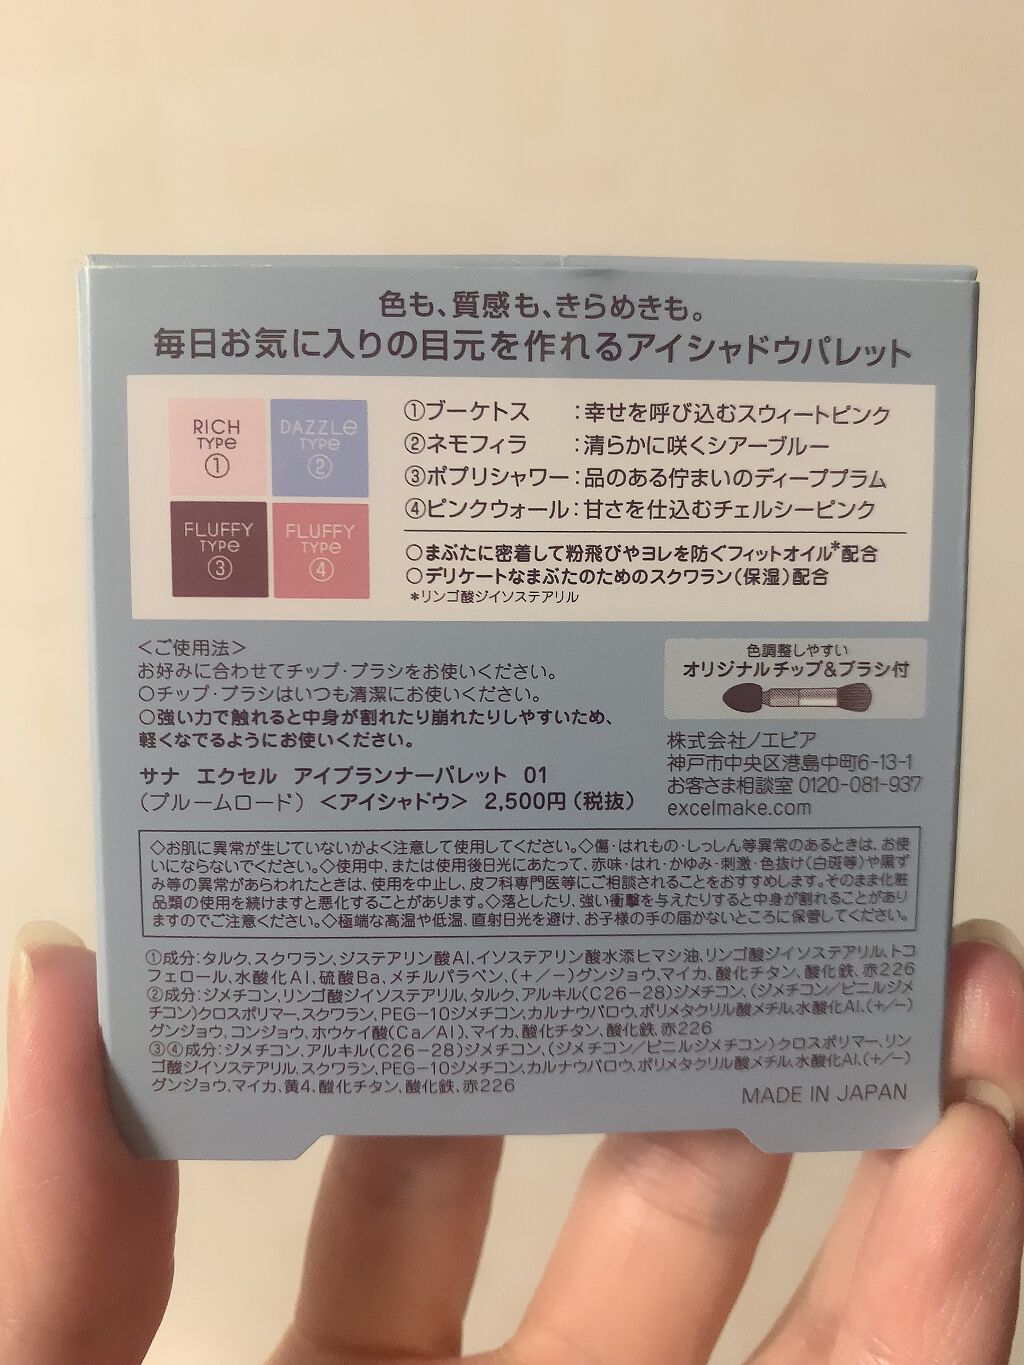 色も、質感も、きらめきも。
毎日お気に入りの目元を作れるアイシャドウパレット
RICH TYPe ①
DAZZLe TYPe ②
FLUFFY TYPe ③
FLUFFY TYPe ④
①ブーケトス :幸せを呼び込むスウィートピンク
②ネモフィラ :清らかに咲くシアーブルー
③ポプリシャワー:品のある佇まいのディーププラム
④ピンクウォール:甘さを仕込むチェルシーピンク
○まぶたに密着して粉飛びやヨレを防ぐフィットオイル*配合
○デリケートなまぶたのためのスクワラン(保湿)配合
*リンゴ酸ジイソステアリル
<ご使用法>
お好みに合わせてチップ・ブラシをお使いください。
○チップ・ブラシはいつも清潔にお使いください。
○強い力で触れると中身が割れたり崩れたりしやすいため、
軽くなでるようにお使いください。
色調整しやすい
オリジナルチップ&ブラシ付
サナ エクセル アイプランナーパレット 01
(ブルームロード) <アイシャドウ> 2,500円(税抜)
株式会社ノエビア
神戸市中央区港島中町6-13-1
お客さま相談室 0120-081-937
excelmake.com
◇お肌に異常が生じていないかよく注意して使用してください。◇傷・はれもの・しっしん等異常のあるときは、お使
いにならないでください。◇使用中、または使用後日光にあたって、赤味・はれ・かゆみ・刺激・色抜け(白斑等)や黒ず
み等の異常があらわれたときは、使用を中止し、皮フ科専門医等にご相談されることをおすすめします。そのまま化粧
品類の使用を続けますと悪化することがあります。◇落としたり、強い衝撃を与えたりすると中身が割れることがあり
ますのでご注意ください。◇極端な高温や低温、直射日光を避け、お子様の手の届かないところに保管してください。
①成分:タルク、スクワラン、ジステアリン酸Al、イソステアリン酸水添ヒマシ油、リンゴ酸ジイソステアリル、トコ
フェロール、水酸化Al、硫酸Ba、メチルパラベン、(+/-)グンジョウ、マイカ、酸化チタン、酸化鉄、赤226
②成分:ジメチコン、リンゴ酸ジイソステアリル、タルク、アルキル(C26-28)ジメチコン、(ジメチコン/ビニルジメ
チコン)クロスポリマー、スクワラン、PEG-10ジメチコン、カルナウバロウ、ポリメタクリル酸メチル、水酸化Al、(+/-)
グンジョウ、コンジョウ、ホウケイ酸(Ca/Al)、マイカ、酸化チタン、酸化鉄、赤226
③④成分:ジメチコン、アルキル(C26-28)ジメチコン、(ジメチコン/ビニルジメチコン)クロスポリマー、リン
ゴ酸ジイソステアリル、スクワラン、PEG-10ジメチコン、カルナウバロウ、ポリメタクリル酸メチル、水酸化Al、(+/-)
グンジョウ、マイカ、黄4、酸化チタン、酸化鉄、赤226
MADE IN JAPAN